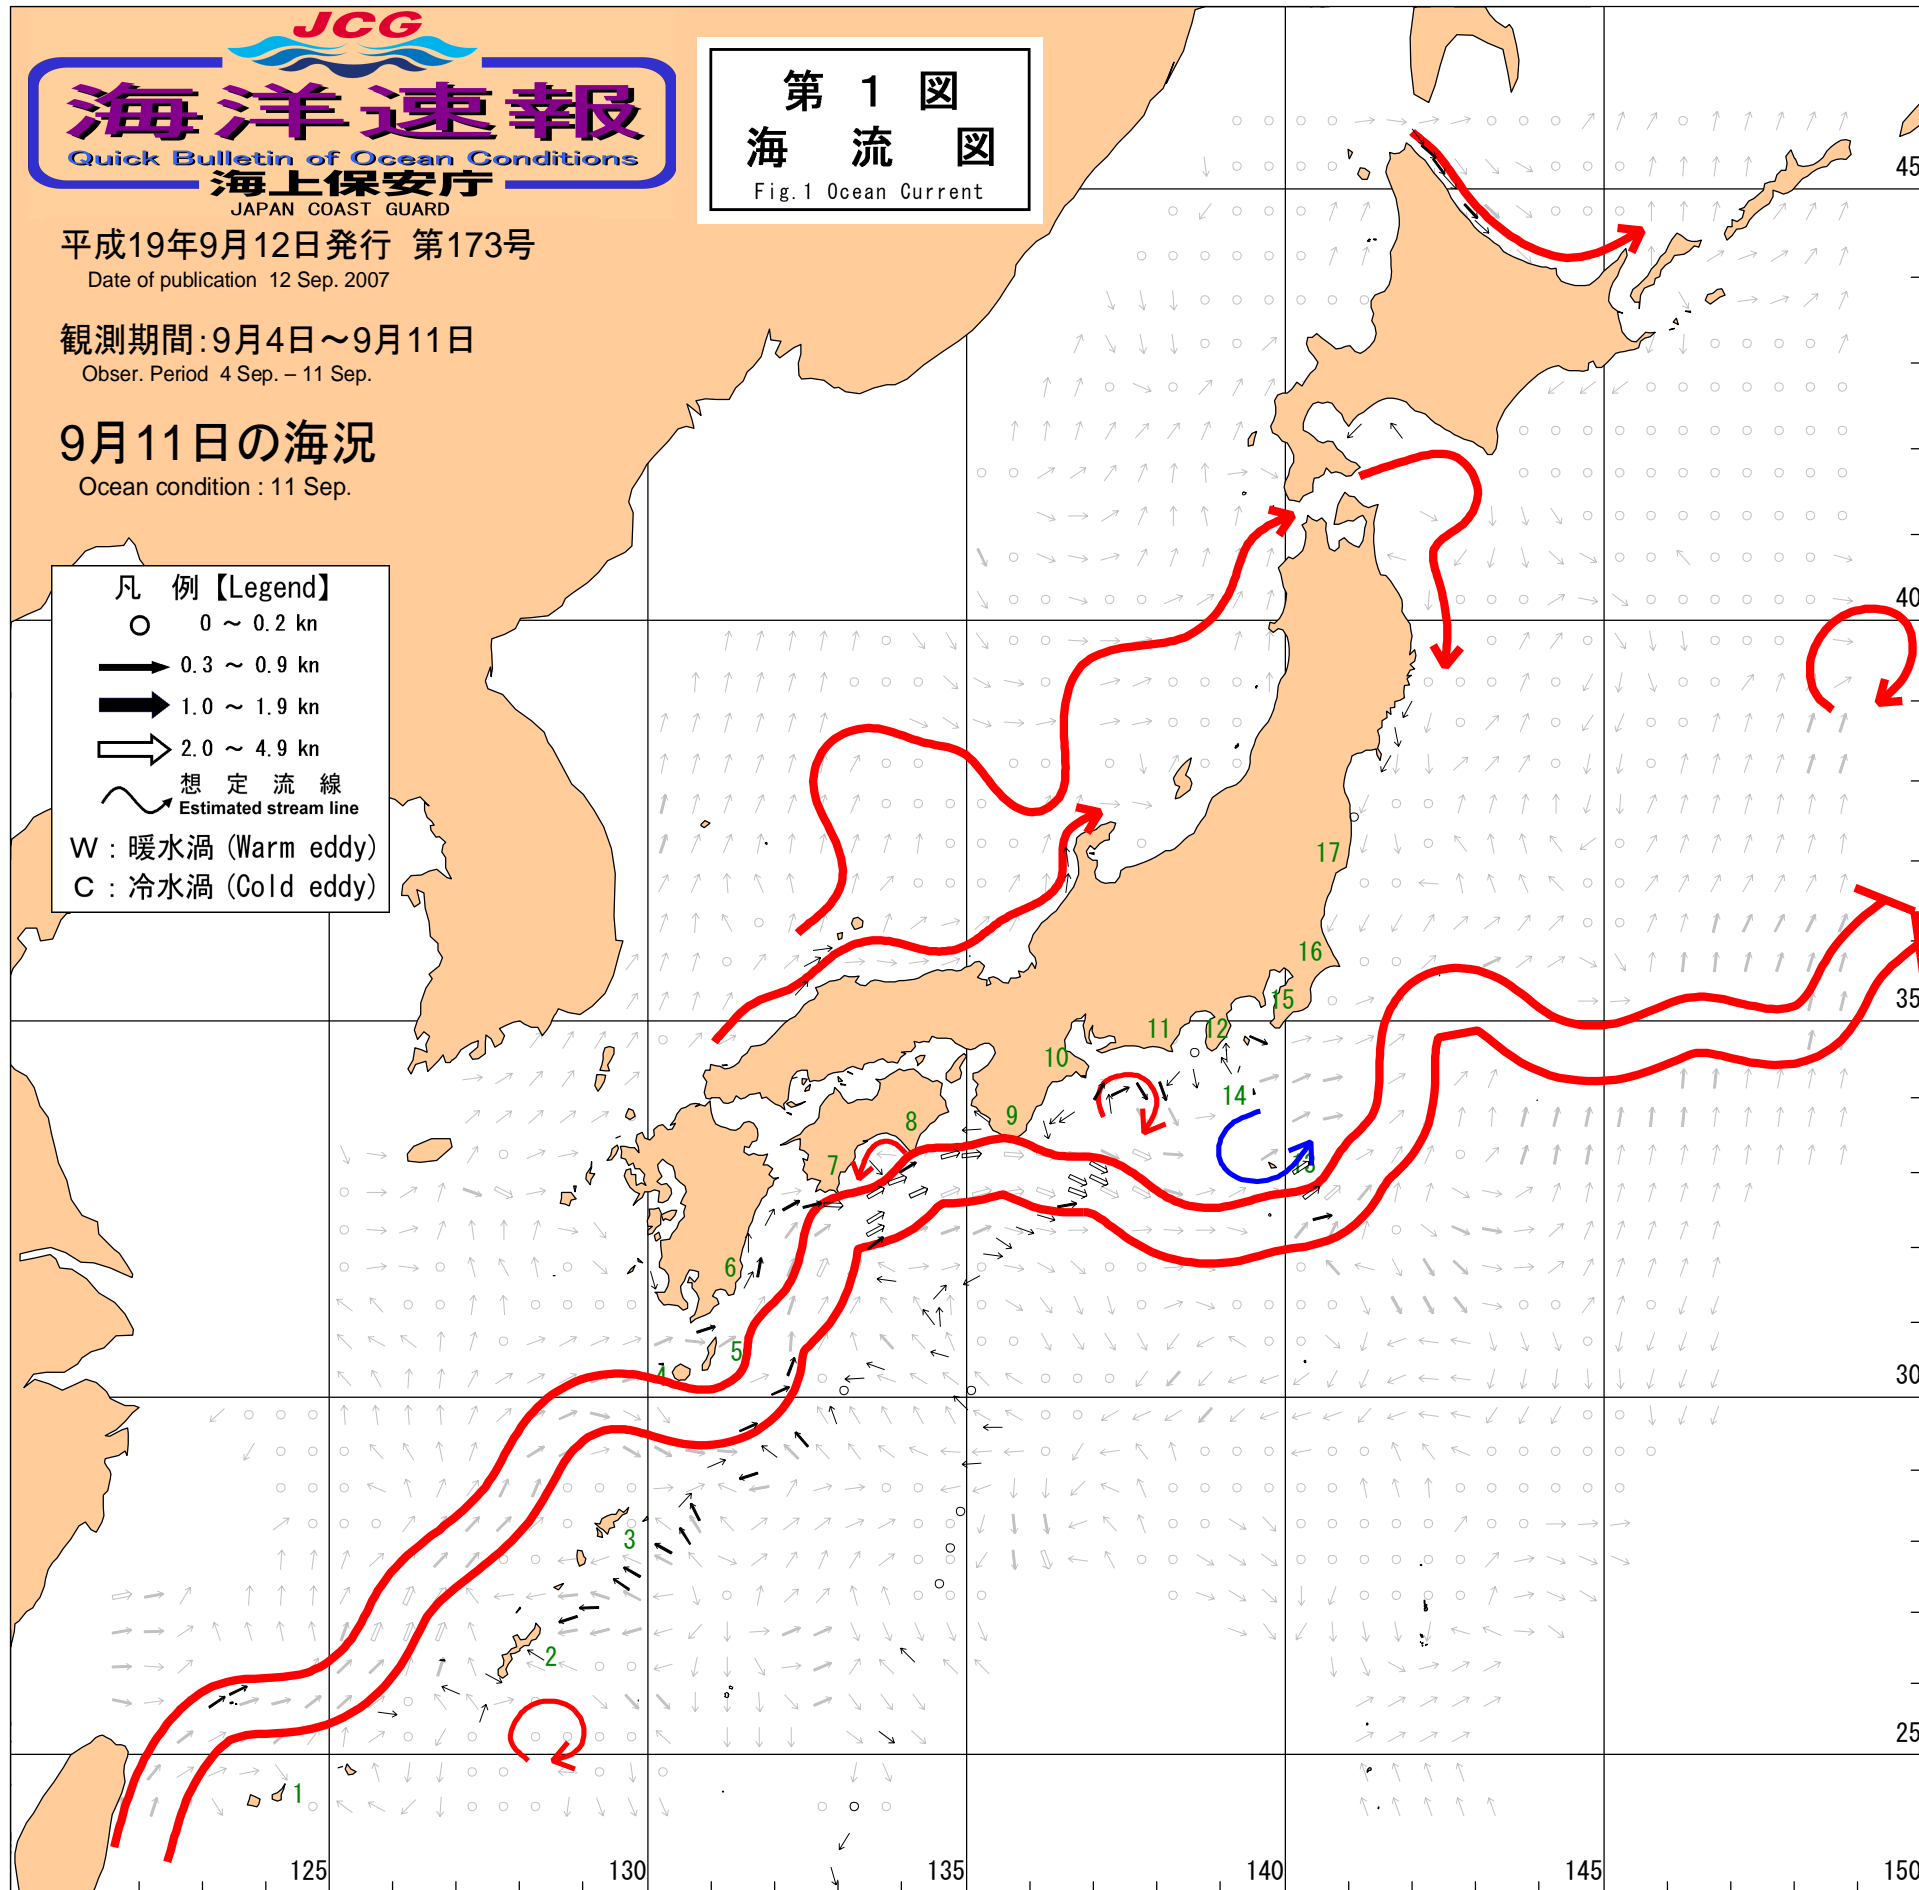 JCG
海洋速報
Quick Bulletin of Ocean Conditions
海上保安庁
JAPAN COAST GUARD
平成19年9月12日発行 第173号
Date of publication 12 Sep. 2007
観測期間:9月4日～9月11日
Obser. Period 4 Sep. – 11 Sep.
9月11日の海況
Ocean condition : 11 Sep.
第 1 図
海 流 図
Fig.1 Ocean Current
凡 例【Legend】
0 ～ 0.2 kn
0.3 ～ 0.9 kn
1.0 ～ 1.9 kn
2.0 ～ 4.9 kn
想 定 流 線
Estimated stream line
W : 暖水渦 (Warm eddy)
C : 冷水渦 (Cold eddy)
45
40
17
16
15
35
12
11
10
14
9
8
7
13
6
5
4
30
3
2
25
1
125
130
135
140
145
150